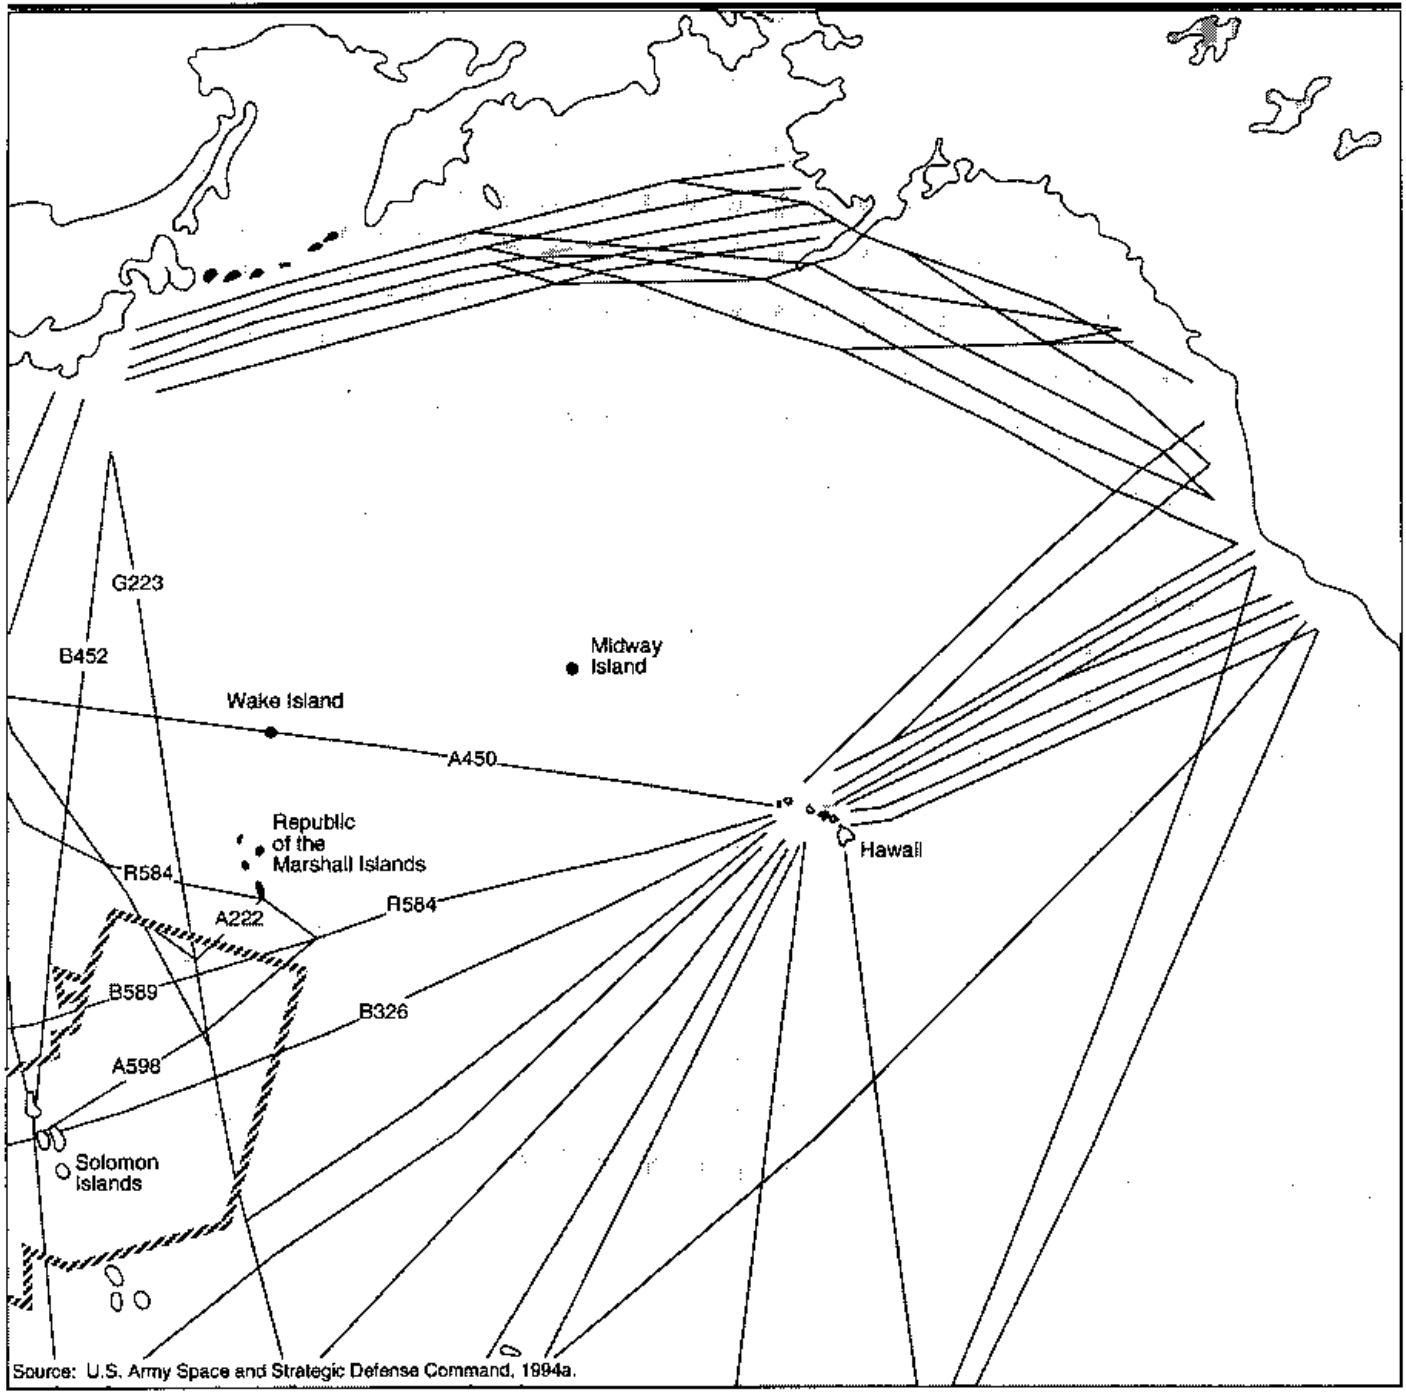 G223
B452
Midway
Island
Wake Island
A450
Republic
of the
Marshall Islands
Hawaii
R584
R584
A222
B589
B326
A598
Solomon
Islands
Source: U.S. Army Space and Strategic Defense Command, 1994a.